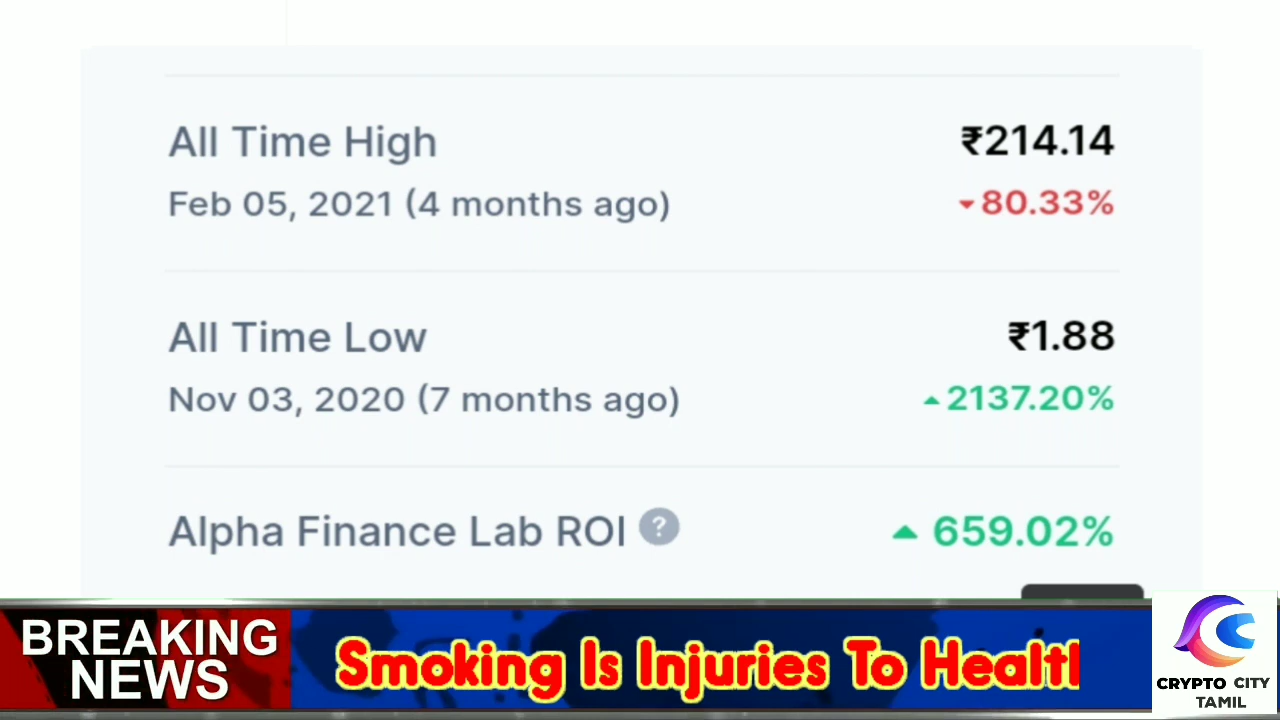 All Time High
₹214.14
Feb 05, 2021 (4 months ago)
80.33%
All Time Low
₹1.88
Nov 03, 2020 (7 months ago)
2137.20%
Alpha Finance Lab ROI ?
659.02%
BREAKING
NEWS
Smoking Is Injuries To Health
CRYPTO CITY
TAMIL